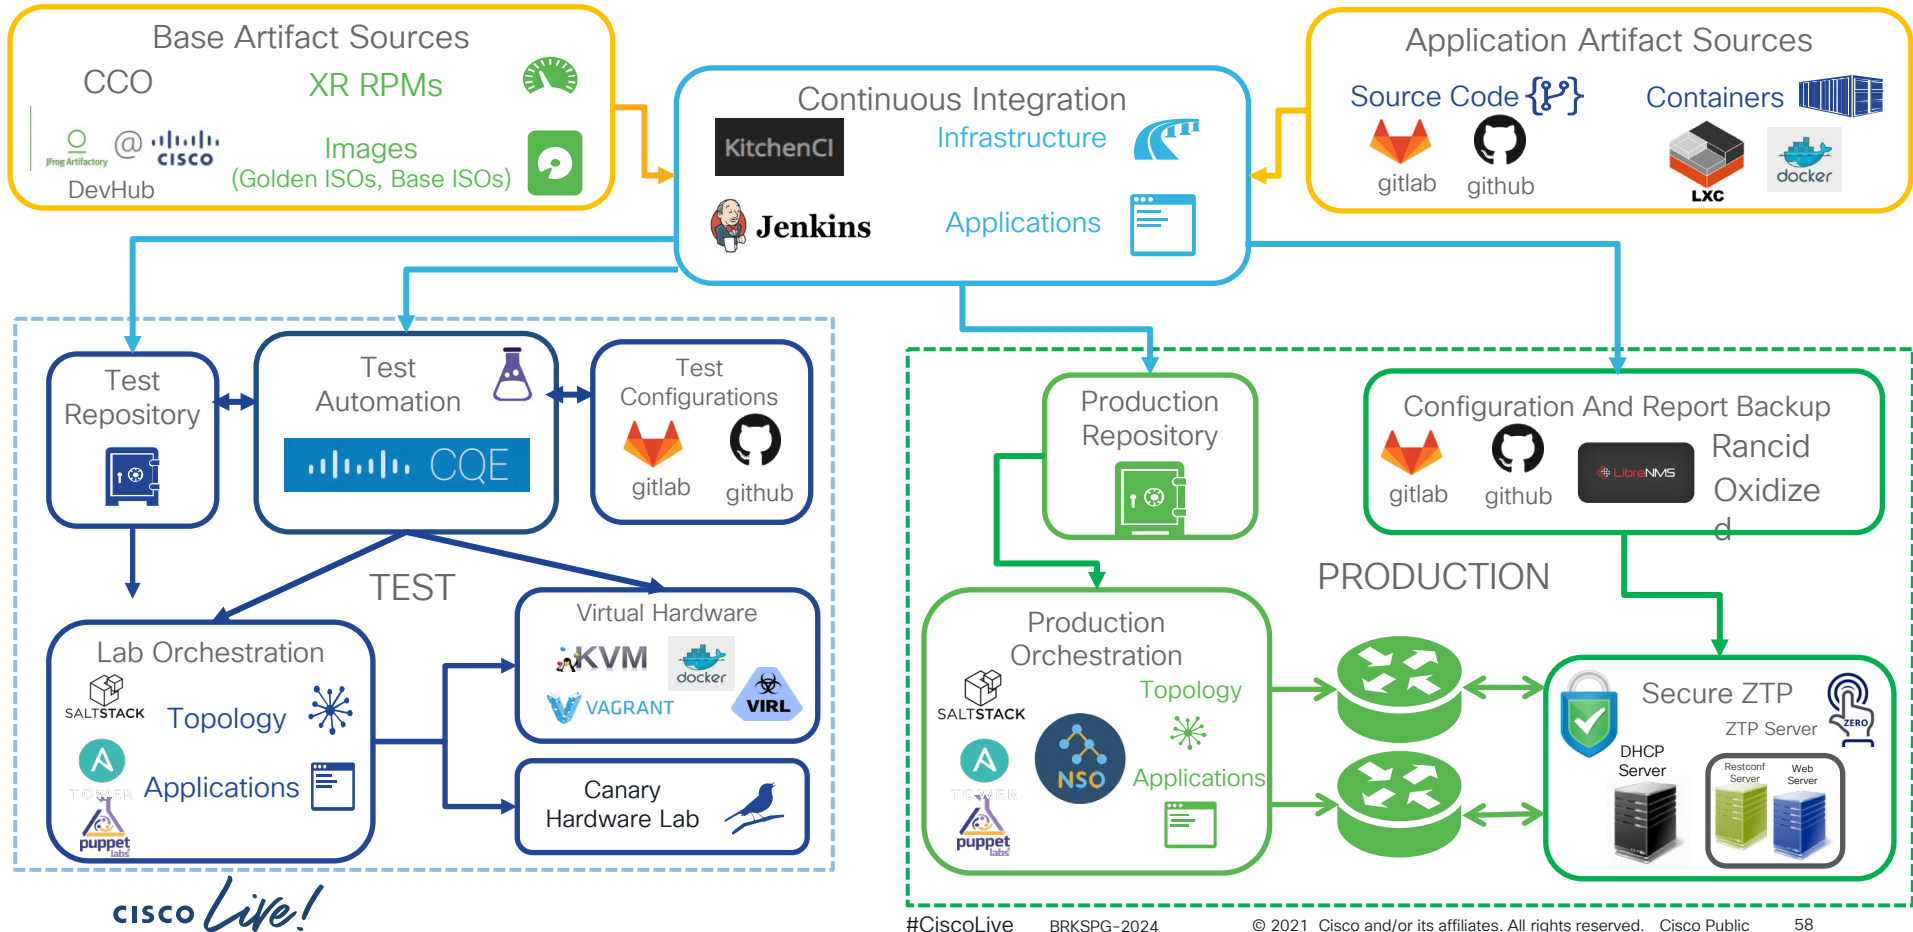 Base Artifact Sources
CCO
XR RPMs
JFrog Artifactory
@
CISCO
DevHub
Images
(Golden ISOs, Base ISOs)
Continuous Integration
KitchenCI
Infrastructure
Jenkins
Applications
Application Artifact Sources
Source Code
Containers
gitlab
github
LXC
docker
Test
Repository
Test
Automation
CQE
Test
Configurations
gitlab
github
TEST
Lab Orchestration
SALTSTACK
Topology
A
TOWER
Applications
puppet
labs
Virtual Hardware
KVM
docker
VAGRANT
VIRL
Canary
Hardware Lab
Production
Repository
Configuration And Report Backup
gitlab
github
LibreNMS
Rancid
Oxidize
d
PRODUCTION
Production
Orchestration
SALTSTACK
Topology
A
TOWER
NSO
Applications
puppet
labs
Secure ZTP
ZTP Server
ZERO
DHCP
Server
Restconf
Server
Web
Server
CISCO Live!
#CiscoLive
BRKSPG-2024
© 2021 Cisco and/or its affiliates. All rights reserved. Cisco Public
58